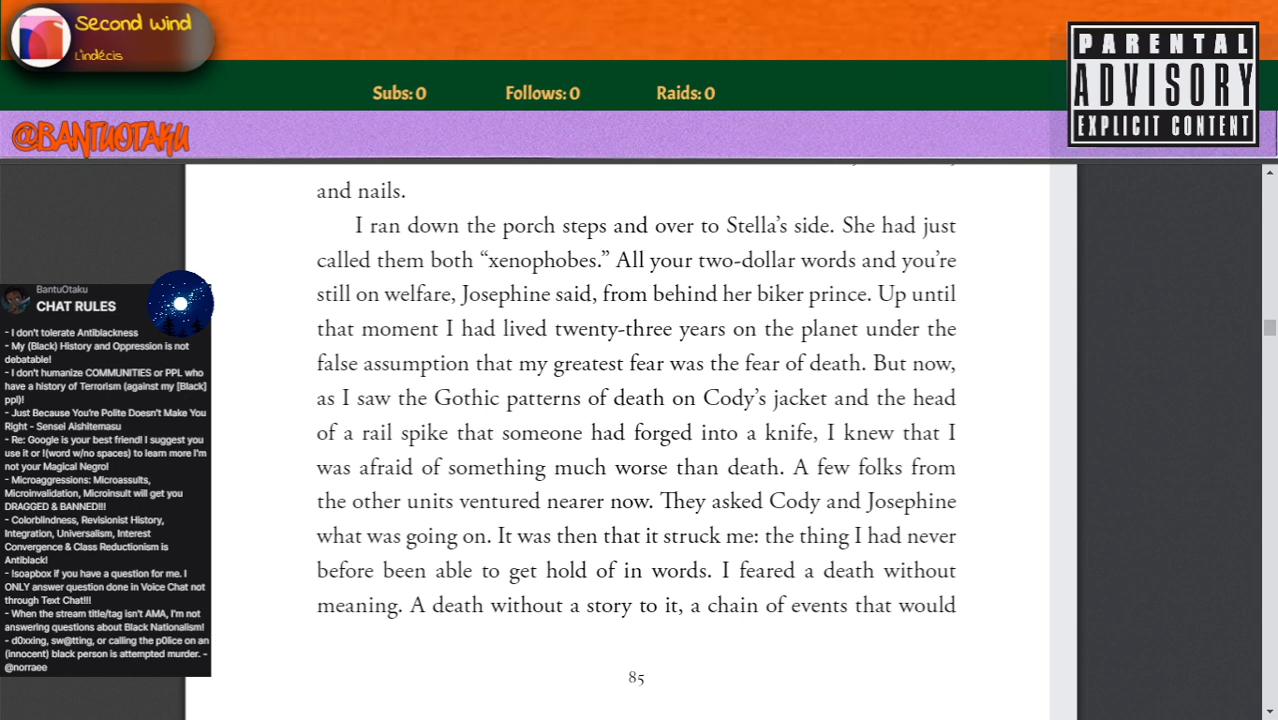 Second wind
L'indécis
PARENTAL
ADVISORY
EXPLICIT CONTENT
Subs: 0
Follows: 0
Raids: 0
@BANTUOTAKU
and nails.
I ran down the porch steps and over to Stella’s side. She had just
called them both “xenophobes.” All your two-dollar words and you’re
still on welfare, Josephine said, from behind her biker prince. Up until
that moment I had lived twenty-three years on the planet under the
false assumption that my greatest fear was the fear of death. But now,
as I saw the Gothic patterns of death on Cody’s jacket and the head
of a rail spike that someone had forged into a knife, I knew that I
was afraid of something much worse than death. A few folks from
the other units ventured nearer now. They asked Cody and Josephine
what was going on. It was then that it struck me: the thing I had never
before been able to get hold of in words. I feared a death without
meaning. A death without a story to it, a chain of events that would
85
BantuOtaku
CHAT RULES
- I don't tolerate Antiblackness
- My (Black) History and Oppression is not
debatable!
- I don't humanize COMMUNITIES or PPL who
have a history of Terrorism (against my [Black]
ppl)!
- Just Because You're Polite Doesn't Make You
Right - Sensei Aishitemasu
- Re: Google is your best friend! I suggest you
use it or !(word w/no spaces) to learn more I'm
not your Magical Negro!
- Microaggressions: Microassults,
Microinvalidation, Microinsult will get you
DRAGGED & BANNED!!!
- Colorblindness, Revisionist History,
Integration, Universalism, Interest
Convergence & Class Reductionism is
Antiblack!
- !soapbox if you have a question for me. I
ONLY answer question done in Voice Chat not
through Text Chat!!!
- When the stream title/tag isn't AMA, I'm not
answering questions about Black Nationalism!
- d0xxing, sw@tting, or calling the p0lice on an
(innocent) black person is attempted murder. -
@norraee